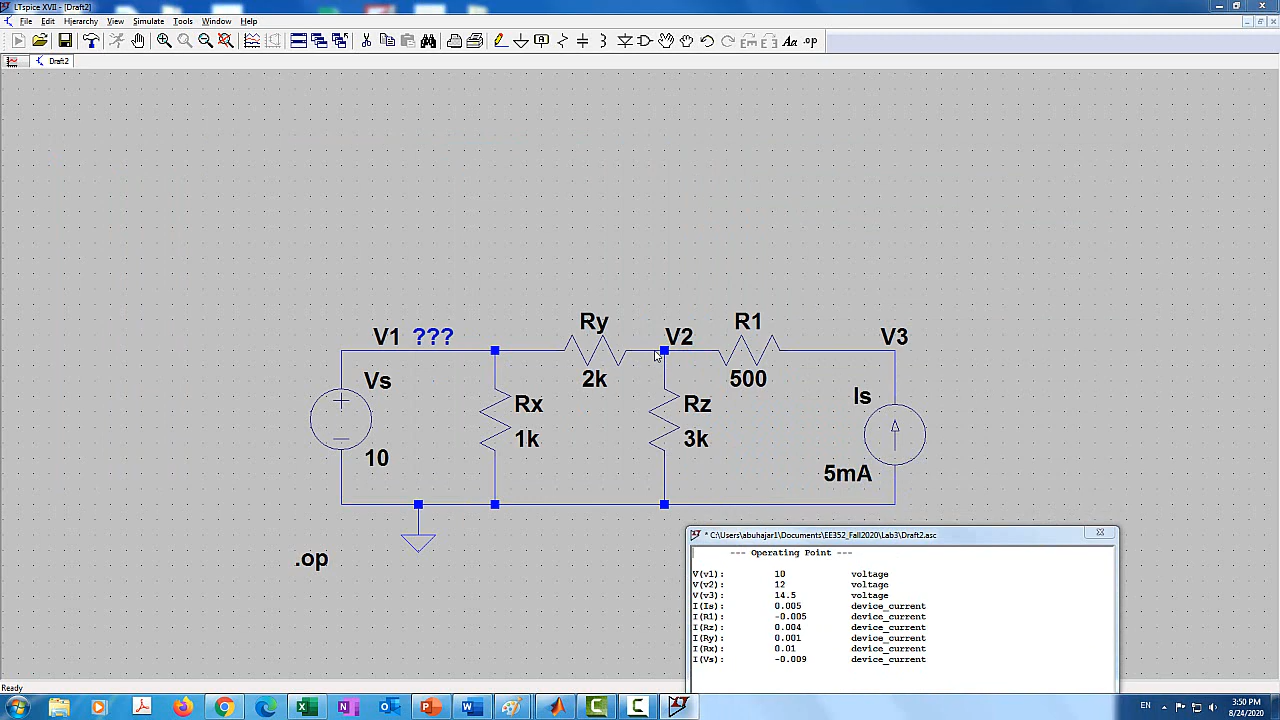 LTspice XVII - [Draft2]
File Edit Hierarchy View Simulate Tools Window Help
Aa .op
Draft2
Ry
V2
R1
V3
V1 ???
Vs
2k
500
Rx
Rz
Is
1k
3k
10
5mA
.op
* C:\Users\abuhajar1\Documents\EE352_Fall2020\Lab3\Draft2.asc
--- Operating Point ---
V(v1): 10 voltage
V(v2): 12 voltage
V(v3): 14.5 voltage
I(Is): 0.005 device_current
I(R1): -0.005 device_current
I(Rz): 0.004 device_current
I(Ry): 0.001 device_current
I(Rx): 0.01 device_current
I(Vs): -0.009 device_current
Ready
EN
3:50 PM
8/24/2020